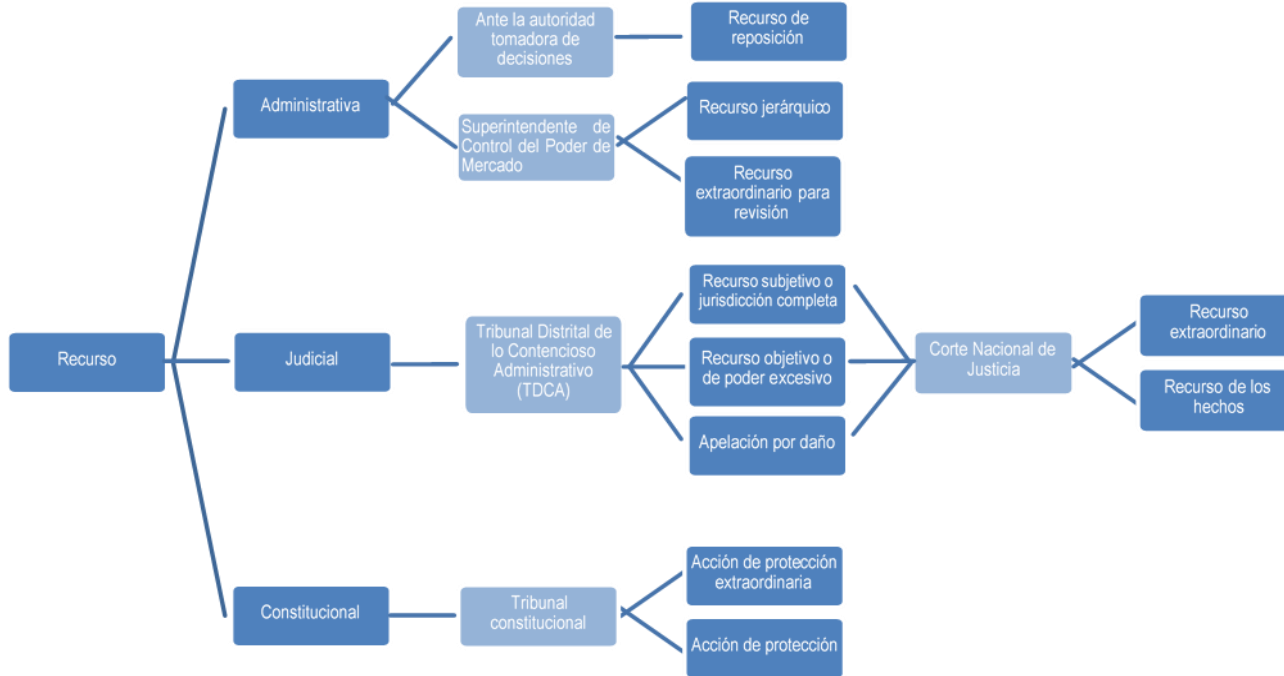 Ante la autoridad
tomadora de
decisiones
Recurso de
reposición
Administrativa
Superintendente de
Control del Poder de
Mercado
Recurso jerárquico
Recurso
extraordinario para
revisión
Recurso
Judicial
Tribunal Distrital de
lo Contencioso
Administrativo
(TDCA)
Recurso subjetivo o
jurisdicción completa
Recurso objetivo o
de poder excesivo
Apelación por daño
Corte Nacional de
Justicia
Recurso
extraordinario
Recurso de los
hechos
Constitucional
Tribunal
constitucional
Acción de protección
extraordinaria
Acción de protección